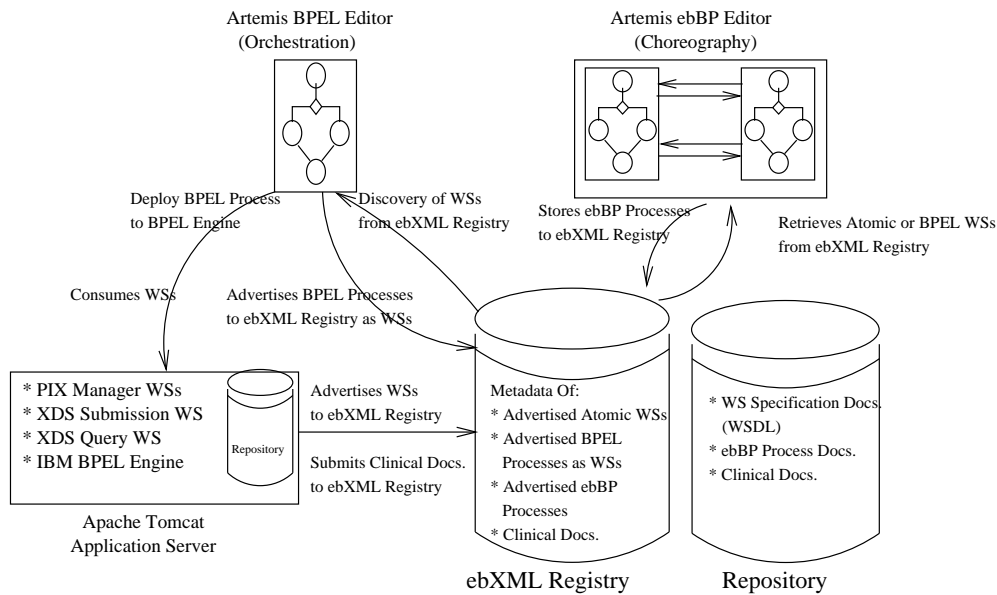 Artemis BPEL Editor
(Orchestration)
Artemis ebBP Editor
(Choreography)
Deploy BPEL Process
to BPEL Engine
Discovery of WSs
from ebXML Registry
Stores ebBP Processes
to ebXML Registry
Retrieves Atomic or BPEL WSs
from ebXML Registry
Consumes WSs
Advertises BPEL Processes
to ebXML Registry as WSs
* PIX Manager WSs
* XDS Submission WS
* XDS Query WS
* IBM BPEL Engine
Repository
Apache Tomcat
Application Server
Advertises WSs
to ebXML Registry
Submits Clinical Docs.
to ebXML Registry
Metadata Of:
* Advertised Atomic WSs
* Advertised BPEL
Processes as WSs
* Advertised ebBP
Processes
* Clinical Docs.
ebXML Registry
* WS Specification Docs.
(WSDL)
* ebBP Process Docs.
* Clinical Docs.
Repository